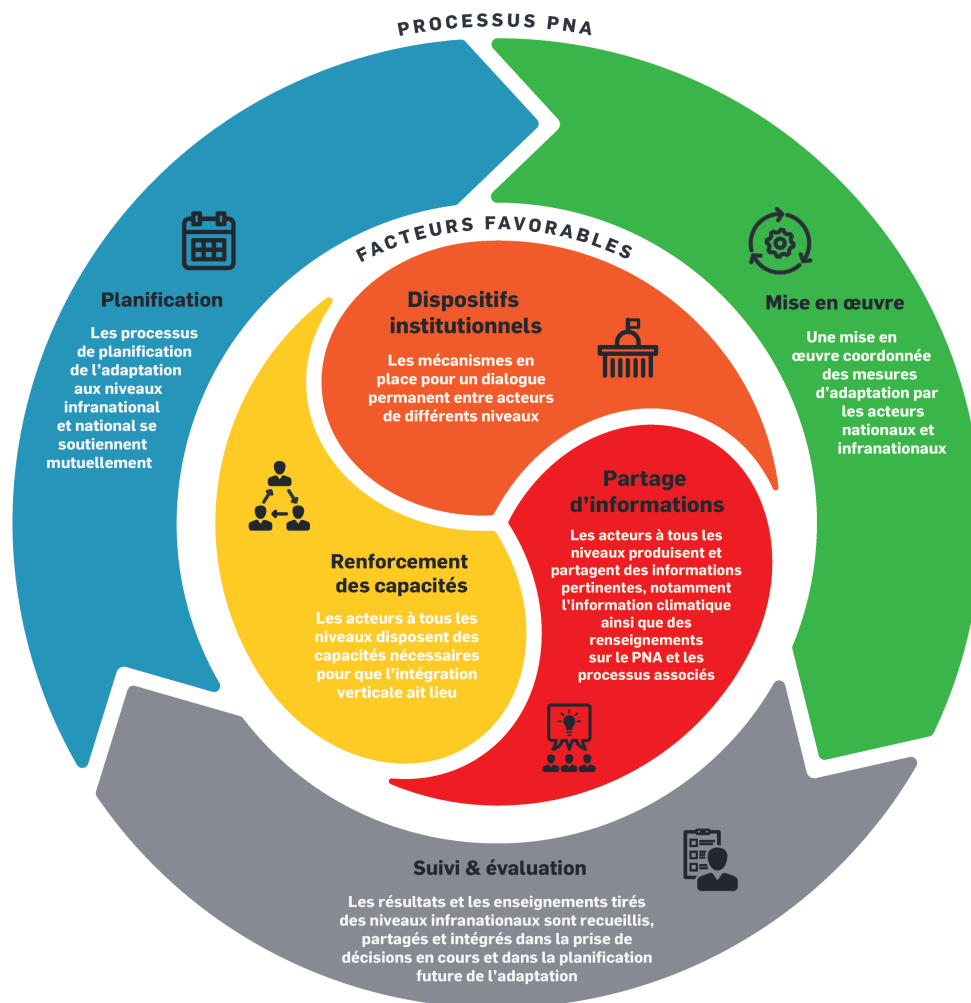 PROCESSUS PNA
FACTEURS FAVORABLES
Planification
Les processus
de planification
de l’adaptation
aux niveaux
infranational
et national se
soutiennent
mutuellement
Mise en œuvre
Une mise en
œuvre coordonnée
des mesures
d’adaptation par
les acteurs
nationaux et
infranationaux
Dispositifs
institutionnels
Les mécanismes en
place pour un dialogue
permanent entre acteurs
de différents niveaux
Partage
d’informations
Les acteurs à tous les
niveaux produisent et
partagent des informations
pertinentes, notamment
l’information climatique
ainsi que des
renseignements
sur le PNA et les
processus associés
Renforcement
des capacités
Les acteurs à tous les
niveaux disposent des
capacités nécessaires
pour que l’intégration
verticale ait lieu
Suivi & évaluation
Les résultats et les enseignements tirés
des niveaux infranationaux sont recueillis,
partagés et intégrés dans la prise de
décisions en cours et dans la planification
future de l’adaptation